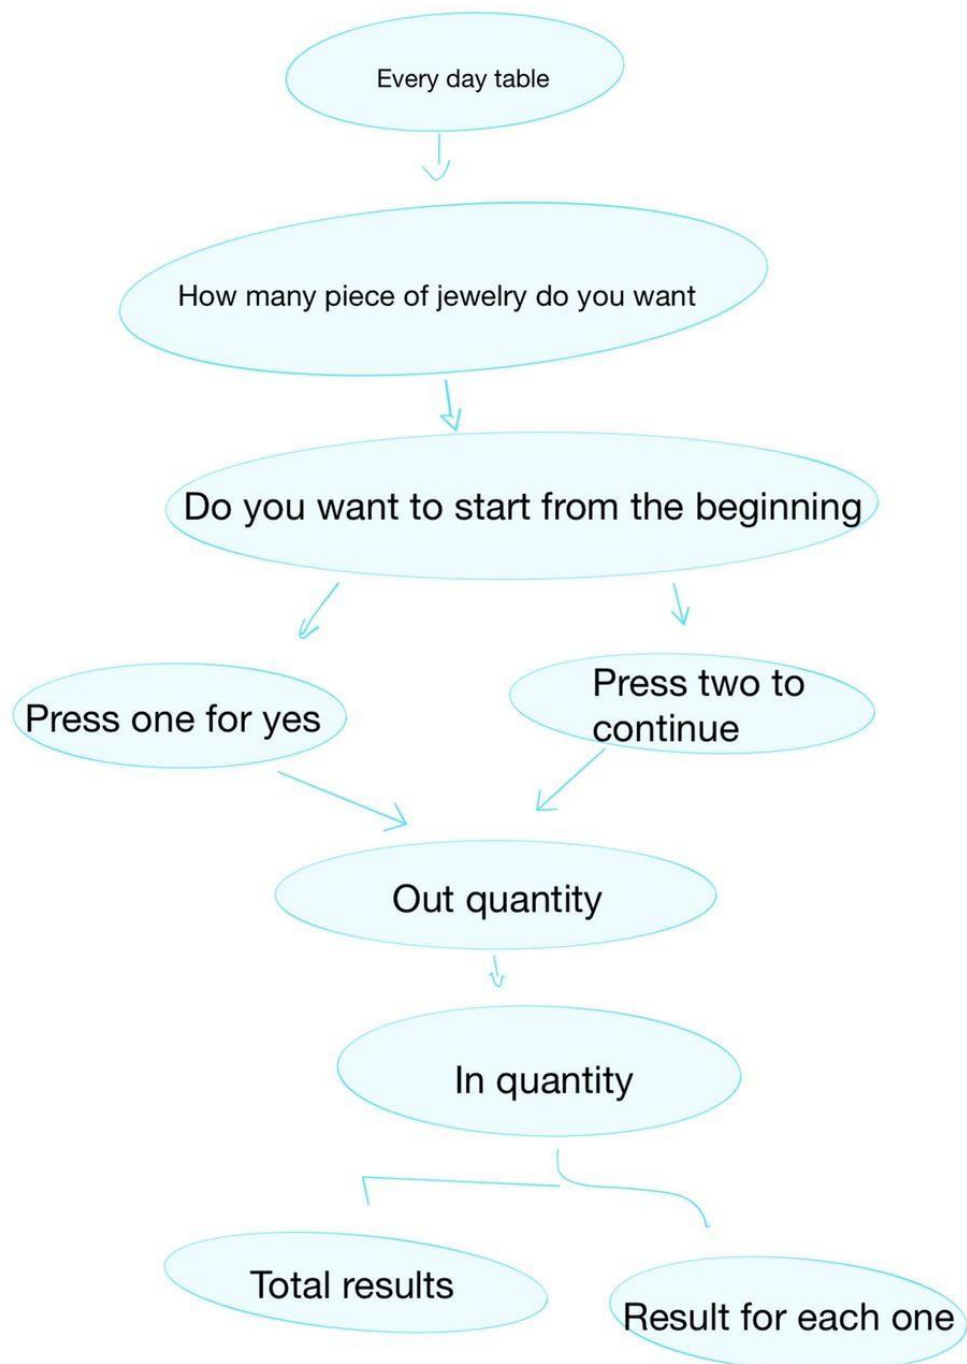 Every day table
How many piece of jewelry do you want
Do you want to start from the beginning
Press one for yes
Press two to
continue
Out quantity
In quantity
Total results
Result for each one